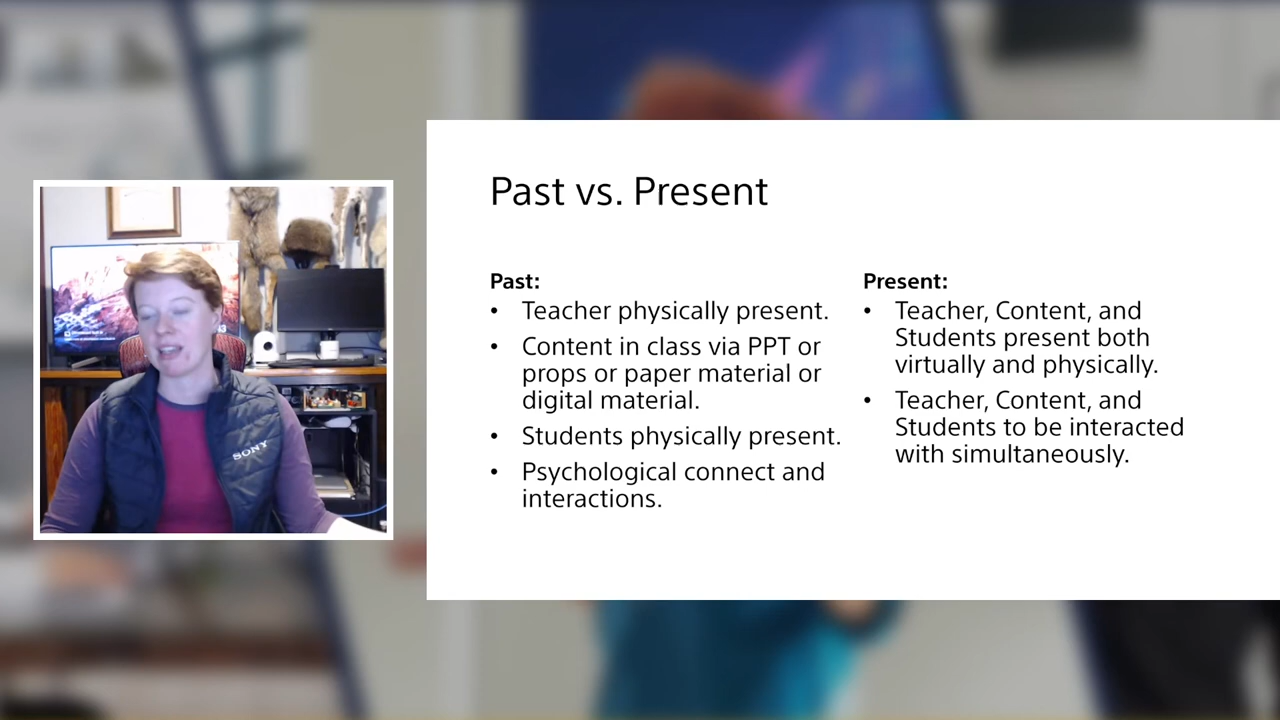 Past vs. Present
Past:
• Teacher physically present.
• Content in class via PPT or
props or paper material or
digital material.
• Students physically present.
• Psychological connect and
interactions.
Present:
• Teacher, Content, and
Students present both
virtually and physically.
• Teacher, Content, and
Students to be interacted
with simultaneously.
SONY